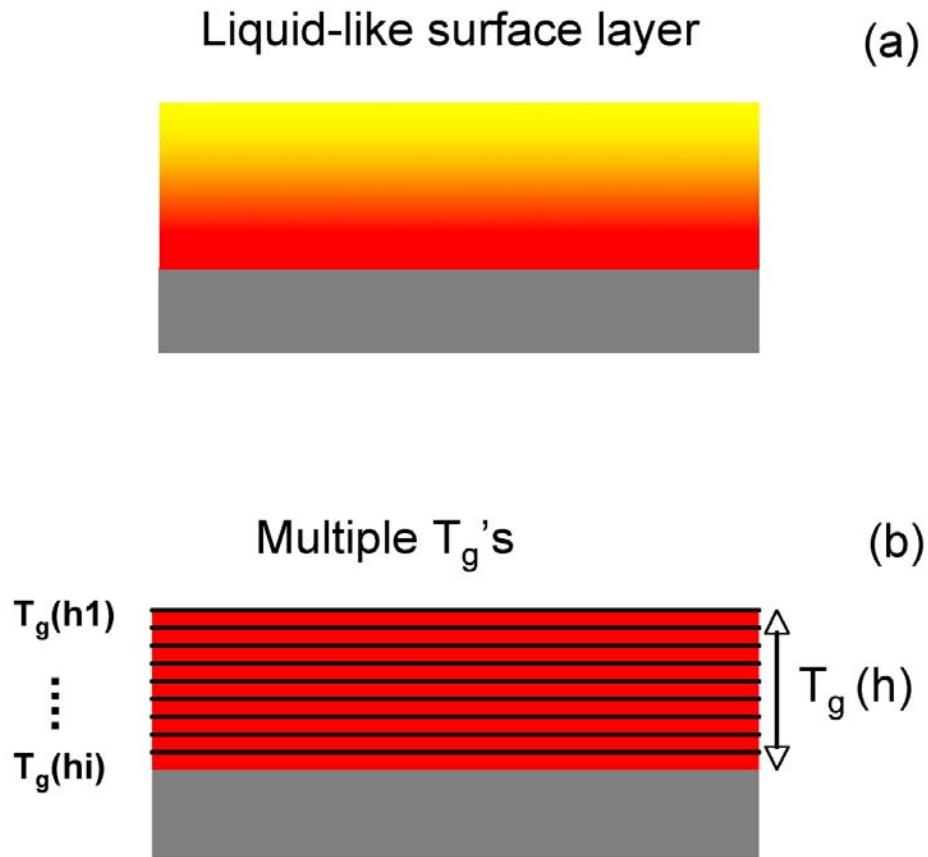 Liquid-like surface layer
(a)
Multiple Tg's
(b)
Tg(h1)
Tg(h)
Tg(hi)